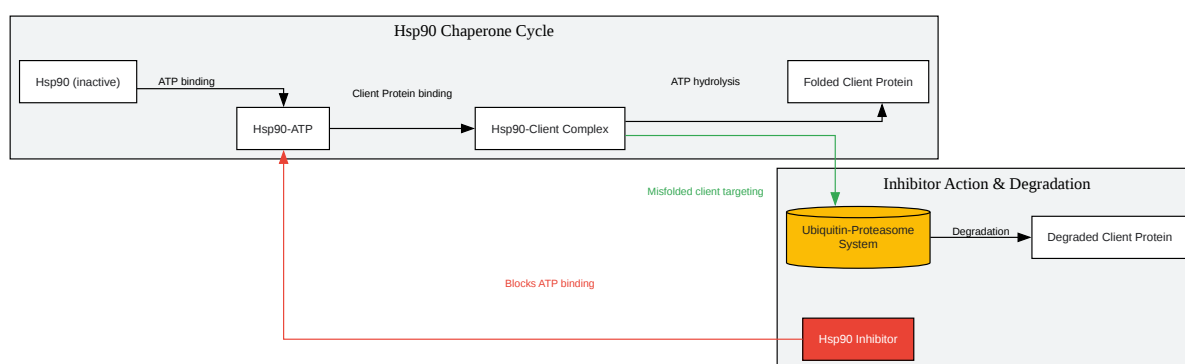 Hsp90 Chaperone Cycle
Hsp90 (inactive)
ATP binding
ATP hydrolysis
Folded Client Protein
Client Protein binding
Hsp90-ATP
Hsp90-Client Complex
Misfolded client targeting
Inhibitor Action & Degradation
Ubiquitin-Proteasome
System
Degradation
Degraded Client Protein
Blocks ATP binding
Hsp90 Inhibitor